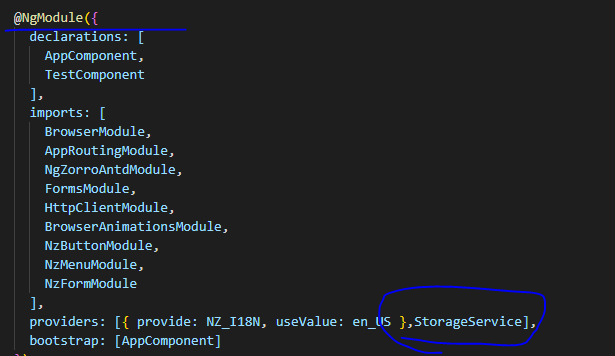 @NgModule({
declarations: [
AppComponent,
TestComponent
],
imports: [
BrowserModule,
AppRoutingModule,
NgZorroAntdModule,
FormsModule,
HttpClientModule,
BrowserAnimationsModule,
NzButtonModule,
NzMenuModule,
NzFormModule
],
providers: [{ provide: NZ_I18N, useValue: en_US },StorageService],
bootstrap: [AppComponent]
})